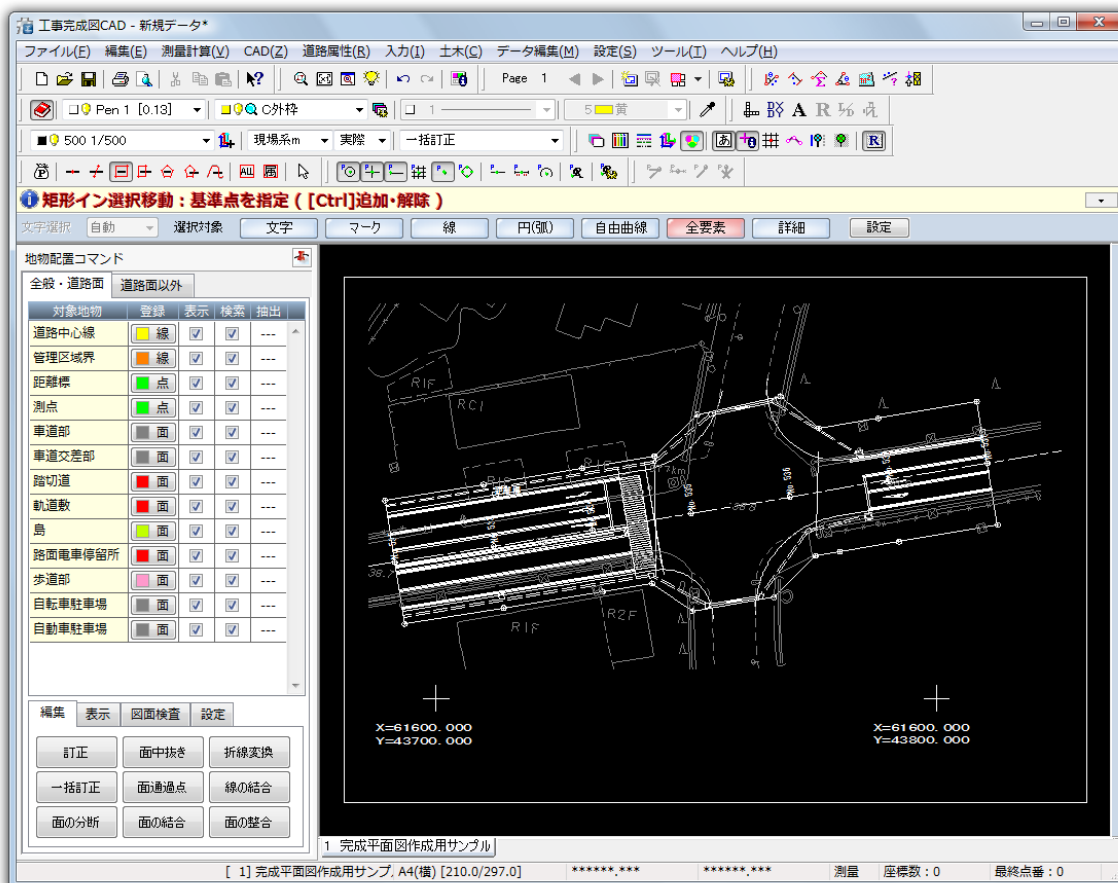 工事完成図CAD - 新規データ*
ファイル(F) 編集(E) 測量計算(V) CAD(Z) 道路属性(R) 入力(I) 土木(C) データ編集(M) 設定(S) ツール(T) ヘルプ(H)
Page 1
Pen 1 [0.13] C外枠 1 5 黄
500 1/500 現場系m 実際 一括訂正
矩形イン選択移動：基準点を指定 ( [Ctrl]追加・解除 )
文字選択 自動 選択対象 文字 マーク 線 円(弧) 自由曲線 全要素 詳細 設定
地物配置コマンド
全般・道路面 道路面以外
対象地物 登録 表示 検索 抽出
道路中心線 線 ---
管理区域界 線 ---
距離標 点 ---
測点 点 ---
車道部 面 ---
車道交差部 面 ---
踏切道 面 ---
軌道敷 面 ---
島 面 ---
路面電車停留所 面 ---
歩道部 面 ---
自転車駐車場 面 ---
自動車駐車場 面 ---
編集 表示 図面検査 設定
訂正 面中抜き 折線変換
一括訂正 面通過点 線の結合
面の分断 面の結合 面の整合
R1F
RC1
R1F
R2F
X=61600.000
Y=43700.000
X=61600.000
Y=43800.000
1 完成平面図作成用サンプル
[ 1] 完成平面図作成用サンプ. A4(横) [210.0/297.0] ******.*** ******.*** 測量 座標数：0 最終点番：0